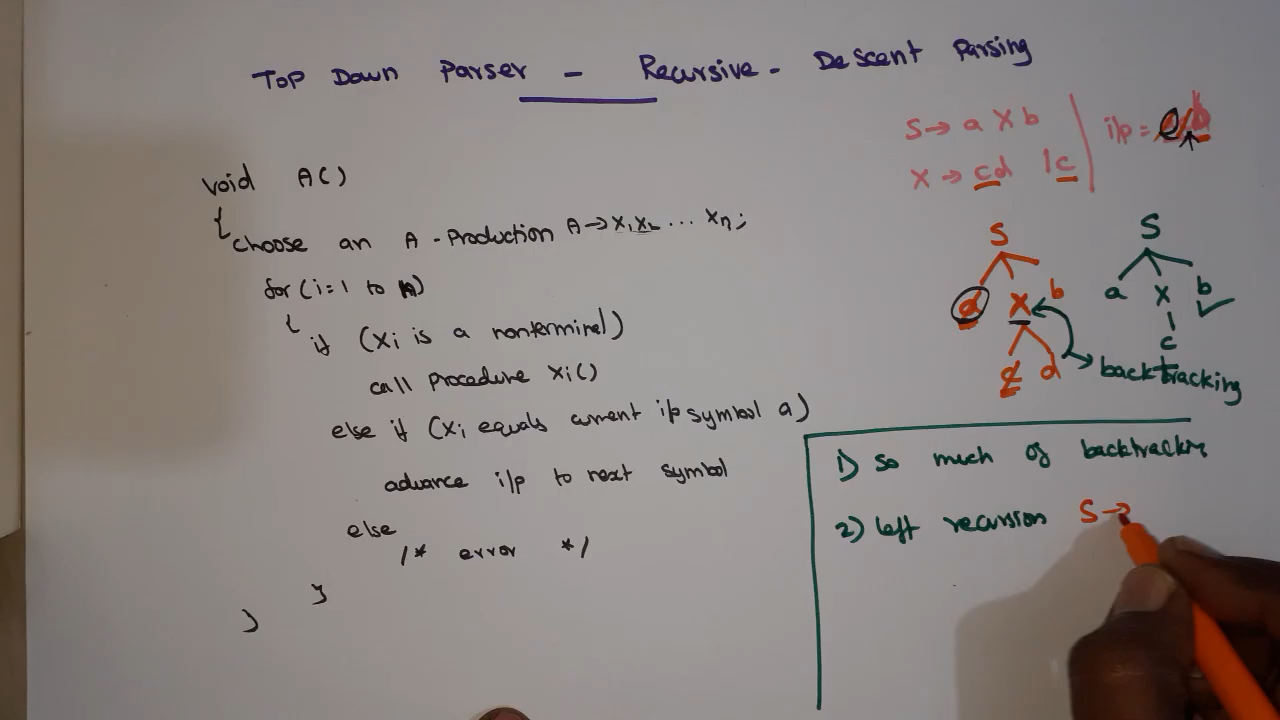 Top Down Parser - Recursive - Descent Parsing
S → a X b
X → cd | c
i/p =
void A()
{
choose an A - Production A → X1 X2 ... Xn;
for (i=1 to n)
{
if (Xi is a nonterminal)
call procedure Xi()
else if (Xi equals current i/p symbol a)
advance i/p to next symbol
else
/* error */
}
}
S
a X b
c d
S
a X b
c
backtracking
1) so much of backtracking
2) left recursion S →